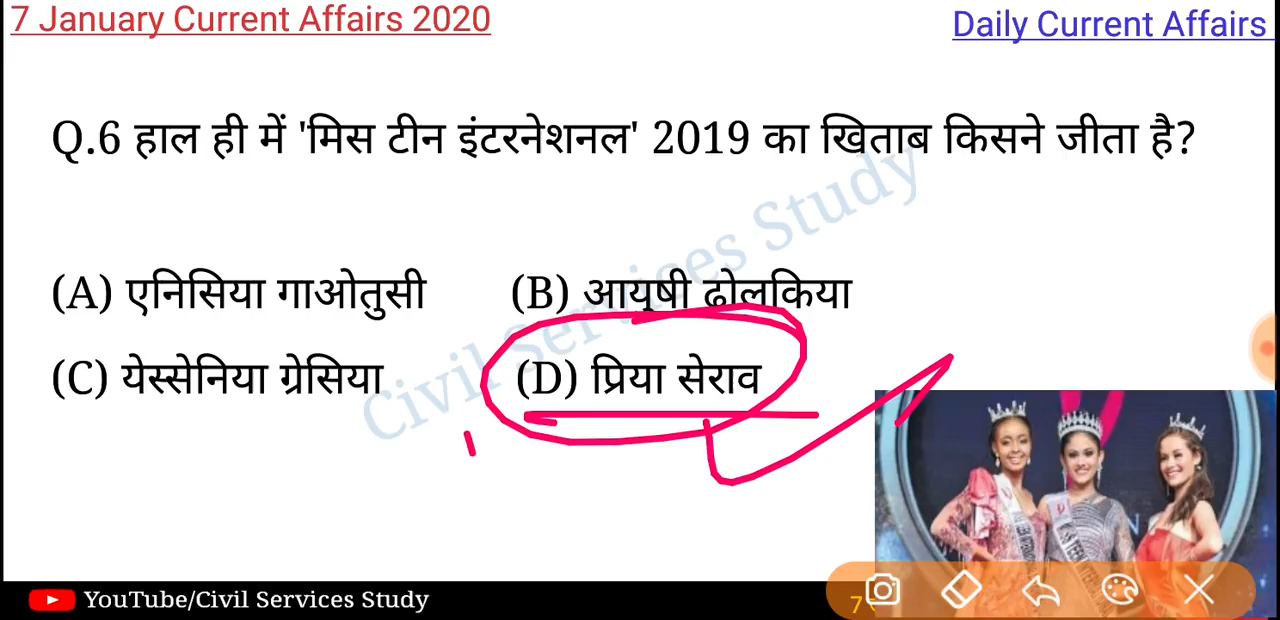 7 January Current Affairs 2020
Daily Current Affairs
Q.6 हाल ही में 'मिस टीन इंटरनेशनल' 2019 का खिताब किसने जीता है?
(A) एनिसिया गाओतुसी (B) आयूषी ढोलकिया
(C) येस्सेनिया ग्रेसिया (D) प्रिया सेराव
Civil Services Study
YouTube/Civil Services Study